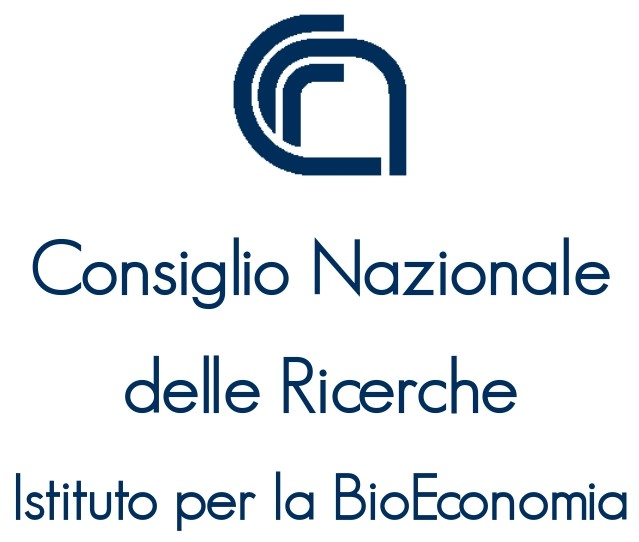 Consiglio Nazionale
delle Ricerche
Istituto per la BioEconomia